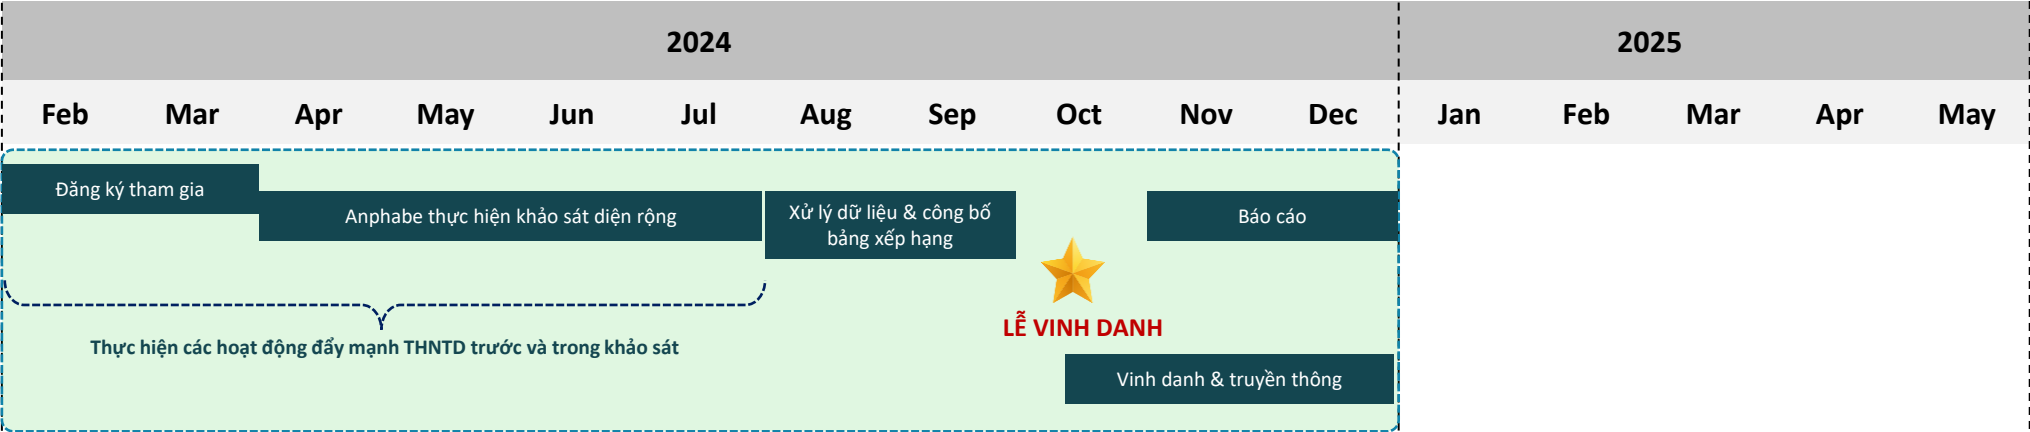 2024
2025
Feb Mar Apr May Jun Jul Aug Sep Oct Nov Dec Jan Feb Mar Apr May
Đăng ký tham gia
Anphabe thực hiện khảo sát diện rộng
Xử lý dữ liệu & công bố
bảng xếp hạng
Báo cáo
LỄ VINH DANH
Thực hiện các hoạt động đẩy mạnh THNTD trước và trong khảo sát
Vinh danh & truyền thông